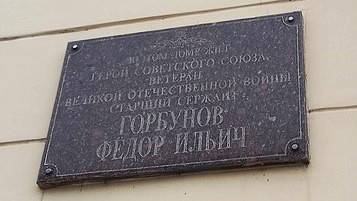 В ЭТОМ ДОМЕ ЖИЛ
ГЕРОЙ СОВЕТСКОГО СОЮЗА,
ВЕТЕРАН
ВЕЛИКОЙ ОТЕЧЕСТВЕННОЙ ВОЙНЫ
СТАРШИЙ СЕРЖАНТ
ГОРБУНОВ
ФЁДОР ИЛЬИЧ